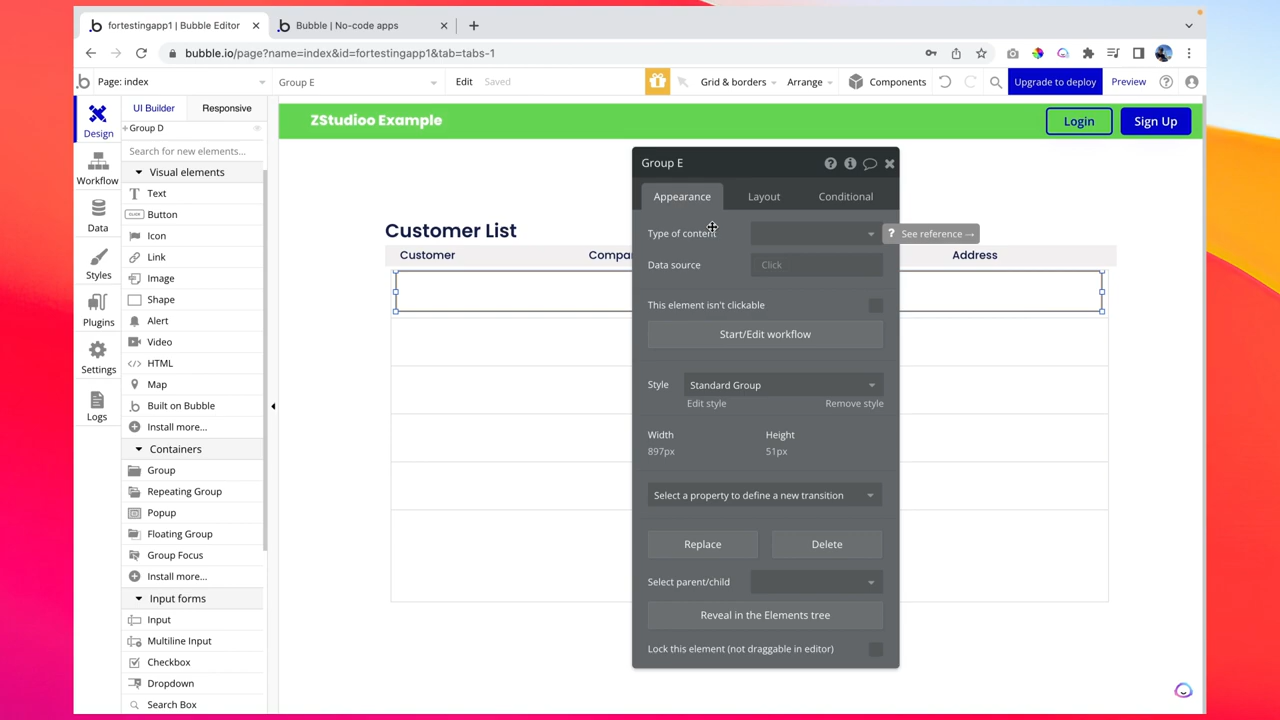 fortestingapp1 | Bubble Editor
Bubble | No-code apps
bubble.io/page?name=index&id=fortestingapp1&tab=tabs-1
Page: index
Group E
Edit
Saved
Grid & borders
Arrange
Components
Upgrade to deploy
Preview
Design
Workflow
Data
Styles
Plugins
Settings
Logs
UI Builder
Responsive
Group D
Search for new elements...
Visual elements
Text
CLICK Button
Icon
Link
Image
Shape
Alert
Video
HTML
Map
Built on Bubble
Install more...
Containers
Group
Repeating Group
Popup
Floating Group
Group Focus
Install more...
Input forms
Input
Multiline Input
Checkbox
Dropdown
Search Box
ZStudioo Example
Login
Sign Up
Customer List
Customer
Compan
Address
Group E
Appearance
Layout
Conditional
Type of content
? See reference →
Data source
Click
This element isn't clickable
Start/Edit workflow
Style
Standard Group
Edit style
Remove style
Width
Height
897px
51px
Select a property to define a new transition
Replace
Delete
Select parent/child
Reveal in the Elements tree
Lock this element (not draggable in editor)